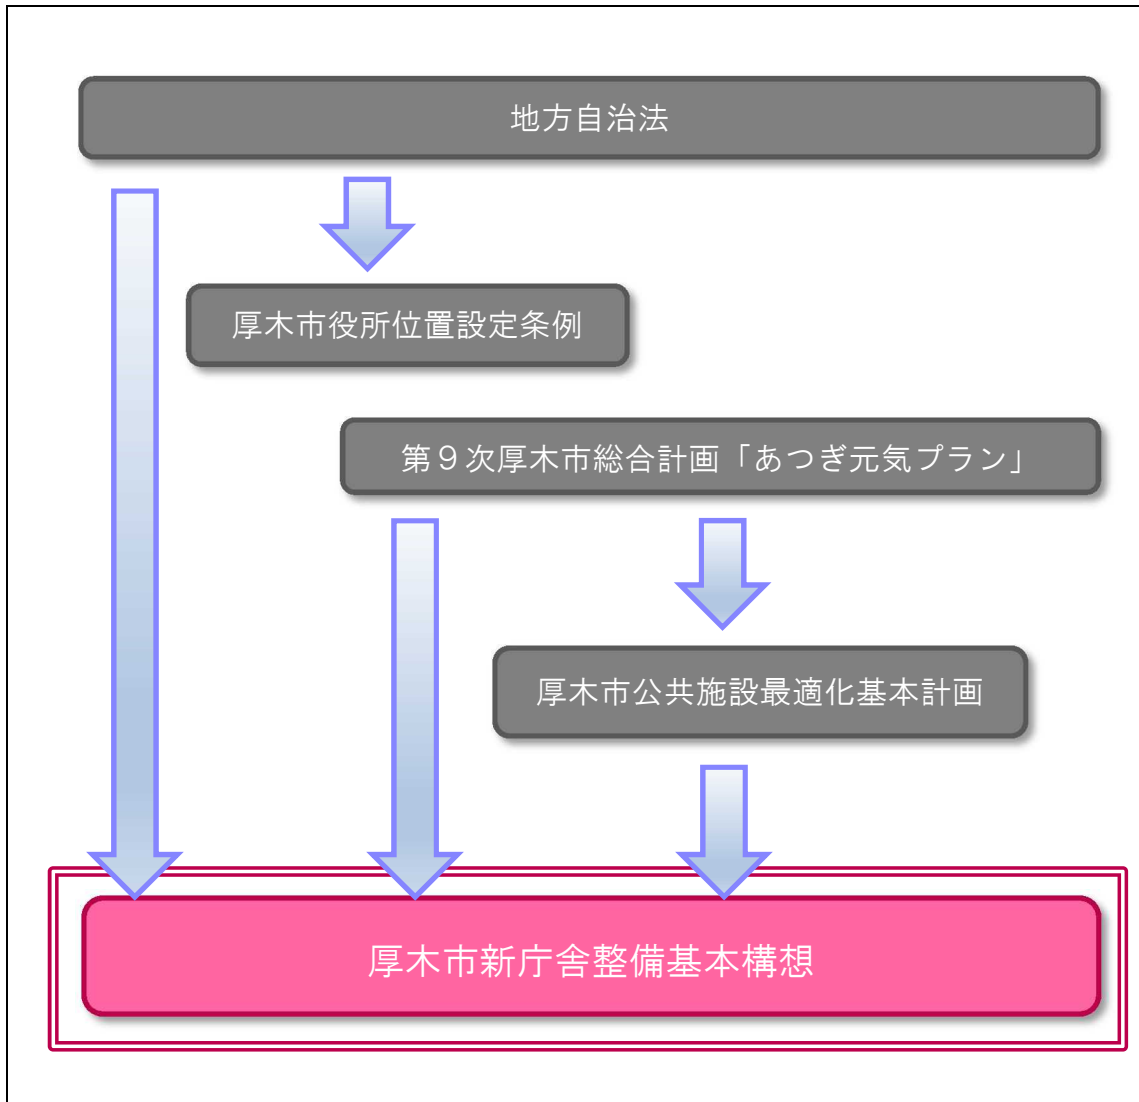 地方自治法
厚木市役所位置設定条例
第９次厚木市総合計画「あつぎ元気プラン」
厚木市公共施設最適化基本計画
厚木市新庁舎整備基本構想